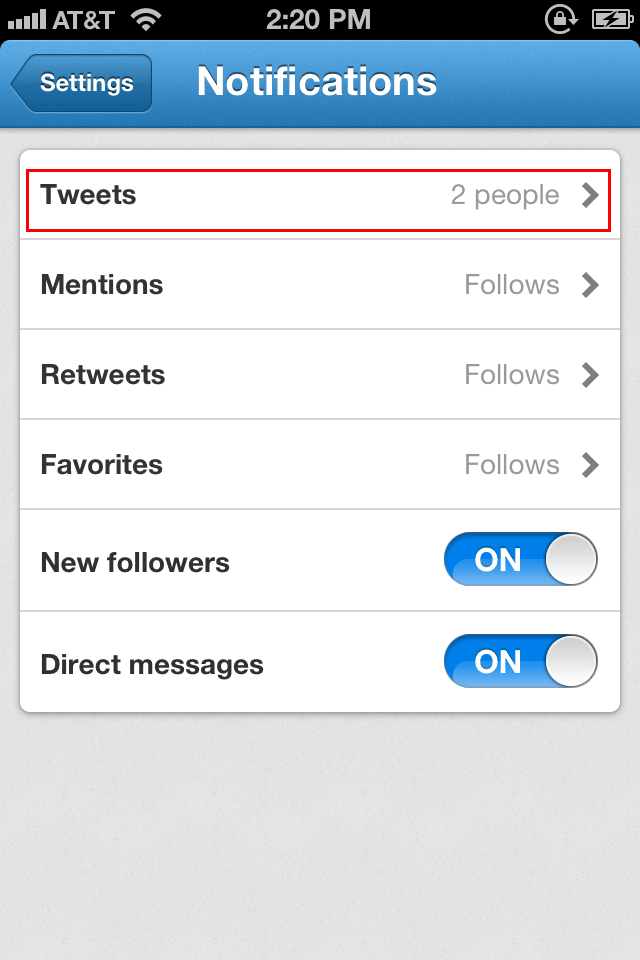 AT&T 2:20 PM
Settings Notifications
Tweets 2 people
Mentions Follows
Retweets Follows
Favorites Follows
New followers ON
Direct messages ON